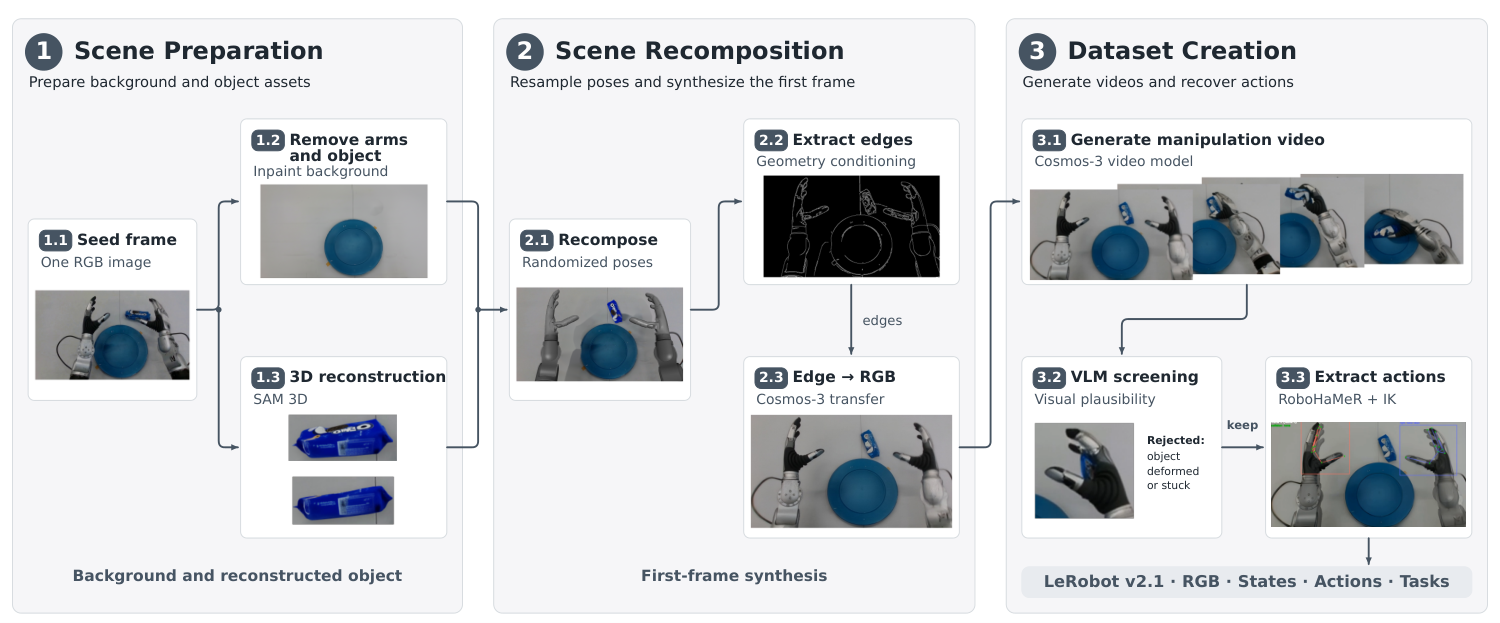 1 Scene Preparation
Prepare background and object assets
1.1 Seed frame
One RGB image
1.2 Remove arms
and object
Inpaint background
1.3 3D reconstruction
SAM 3D
Background and reconstructed object
2 Scene Recomposition
Resample poses and synthesize the first frame
2.1 Recompose
Randomized poses
2.2 Extract edges
Geometry conditioning
edges
2.3 Edge → RGB
Cosmos-3 transfer
First-frame synthesis
3 Dataset Creation
Generate videos and recover actions
3.1 Generate manipulation video
Cosmos-3 video model
3.2 VLM screening
Visual plausibility
Rejected:
object
deformed
or stuck
keep
3.3 Extract actions
RoboHaMeR + IK
LeRobot v2.1 · RGB · States · Actions · Tasks